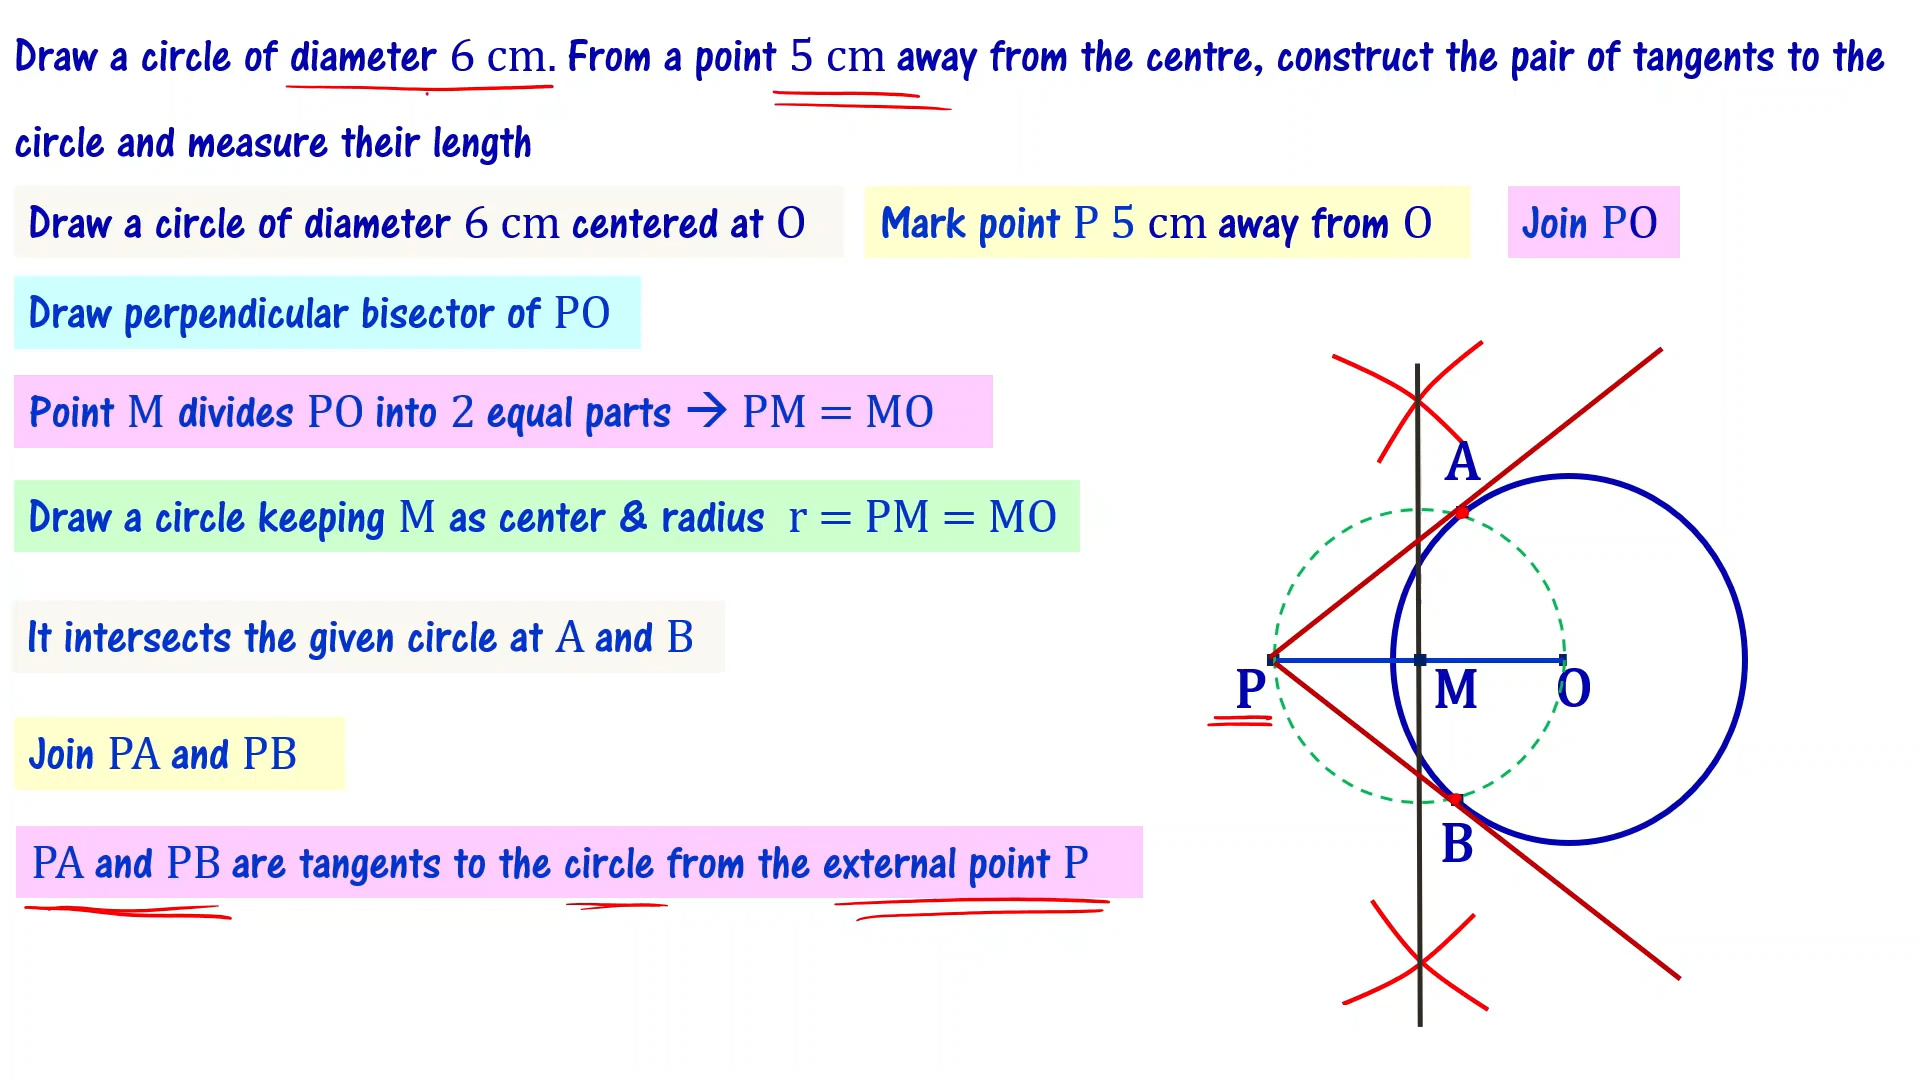 Draw a circle of diameter 6 cm. From a point 5 cm away from the centre, construct the pair of tangents to the
circle and measure their length
Draw a circle of diameter 6 cm centered at O
Mark point P 5 cm away from O
Join PO
Draw perpendicular bisector of PO
Point M divides PO into 2 equal parts → PM = MO
Draw a circle keeping M as center & radius r = PM = MO
It intersects the given circle at A and B
Join PA and PB
PA and PB are tangents to the circle from the external point P
A
P
M
O
B